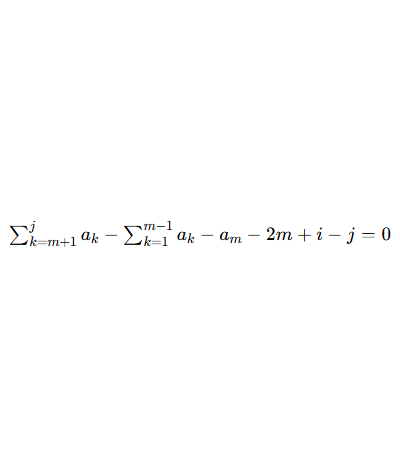 $\sum_{k=m+1}^{j} a_k - \sum_{k=1}^{m-1} a_k - a_m - 2m + i - j = 0$